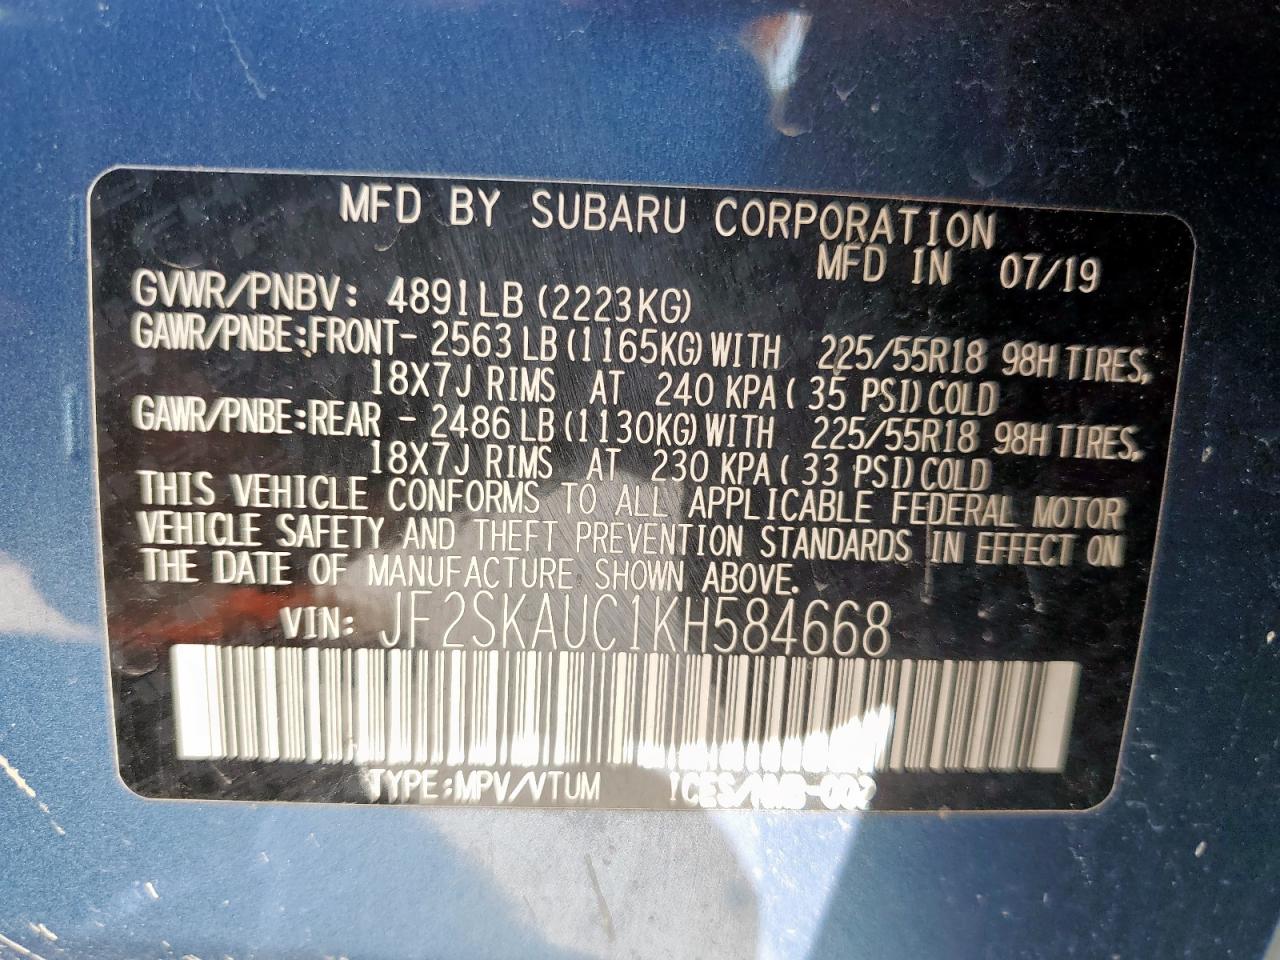 MFD BY SUBARU CORPORATION
MFD IN 07/19
GVWR/PNBV: 4891LB (2223KG)
GAWR/PNBE:FRONT- 2563 LB (1165KG) WITH 225/55R18 98H TIRES,
18X7J RIMS AT 240 KPA ( 35 PSI) COLD
GAWR/PNBE:REAR - 2486 LB (1130KG) WITH 225/55R18 98H TIRES,
18X7J RIMS AT 230 KPA ( 33 PSI) COLD
THIS VEHICLE CONFORMS TO ALL APPLICABLE FEDERAL MOTOR
VEHICLE SAFETY AND THEFT PREVENTION STANDARDS IN EFFECT ON
THE DATE OF MANUFACTURE SHOWN ABOVE.
VIN: JF2SKAUC1KH584668
TYPE:MPV/VTUM ICES/NMB-002